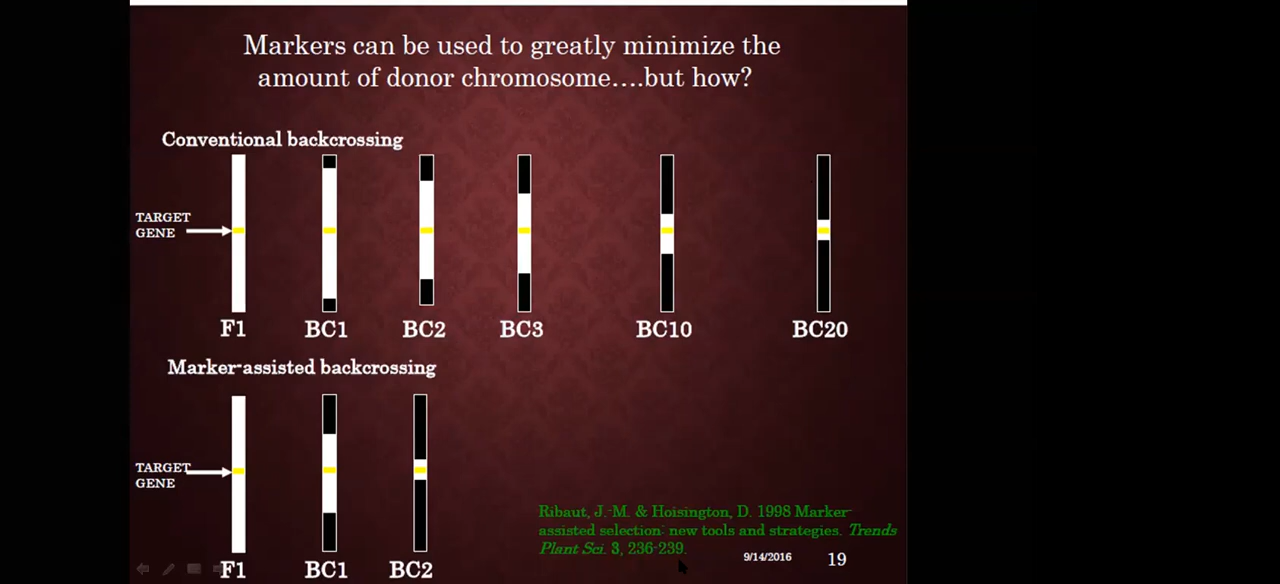 Markers can be used to greatly minimize the
amount of donor chromosome....but how?
Conventional backcrossing
TARGET
GENE
F1 BC1 BC2 BC3 BC10 BC20
Marker-assisted backcrossing
TARGET
GENE
F1 BC1 BC2
Ribaut, J.-M. & Hoisington, D. 1998 Marker-
assisted selection: new tools and strategies. Trends
Plant Sci. 3, 236-239.
9/14/2016 19